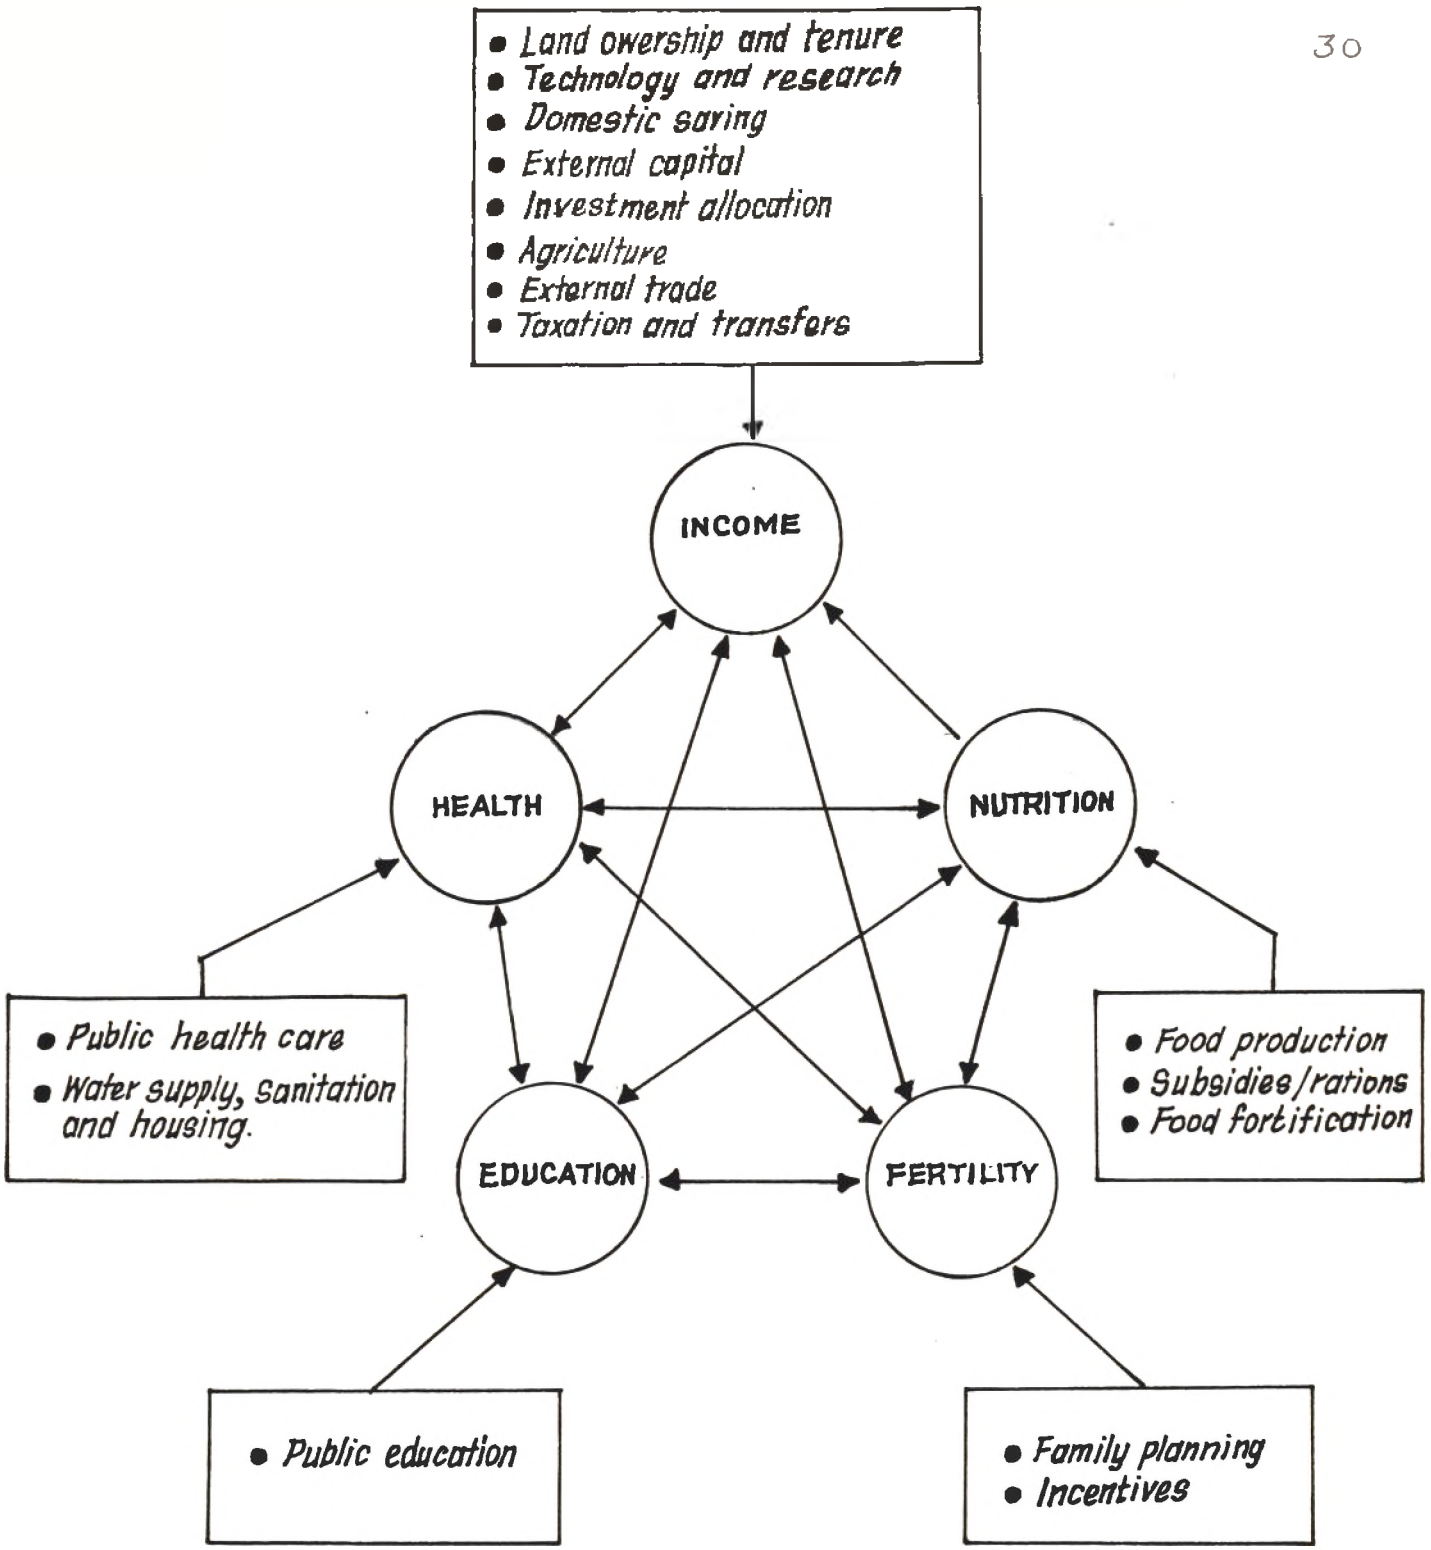 30
• Land owership and tenure
• Technology and research
• Domestic saving
• External capital
• Investment allocation
• Agriculture
• External trade
• Taxation and transfers
INCOME
HEALTH
NUTRITION
• Public health care
• Water supply, sanitation
and housing.
• Food production
• Subsidies/rations
• Food fortification
EDUCATION
FERTILITY
• Public education
• Family planning
• Incentives